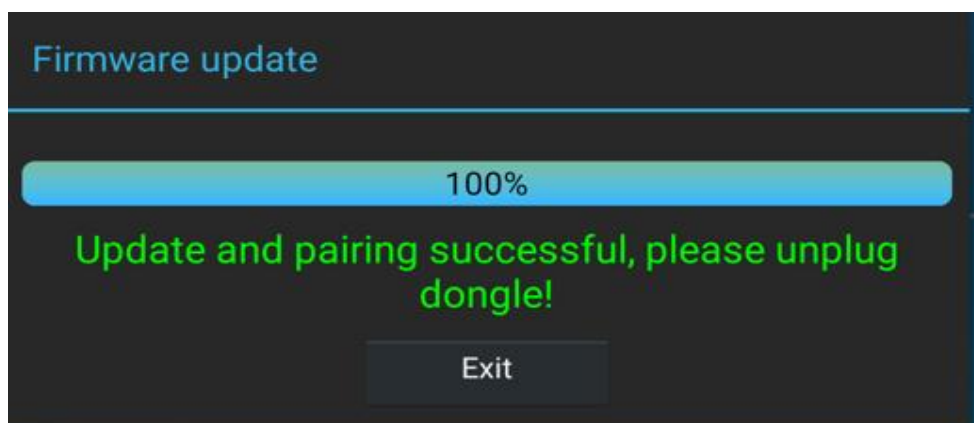 Firmware update
100%
Update and pairing successful, please unplug
dongle!
Exit